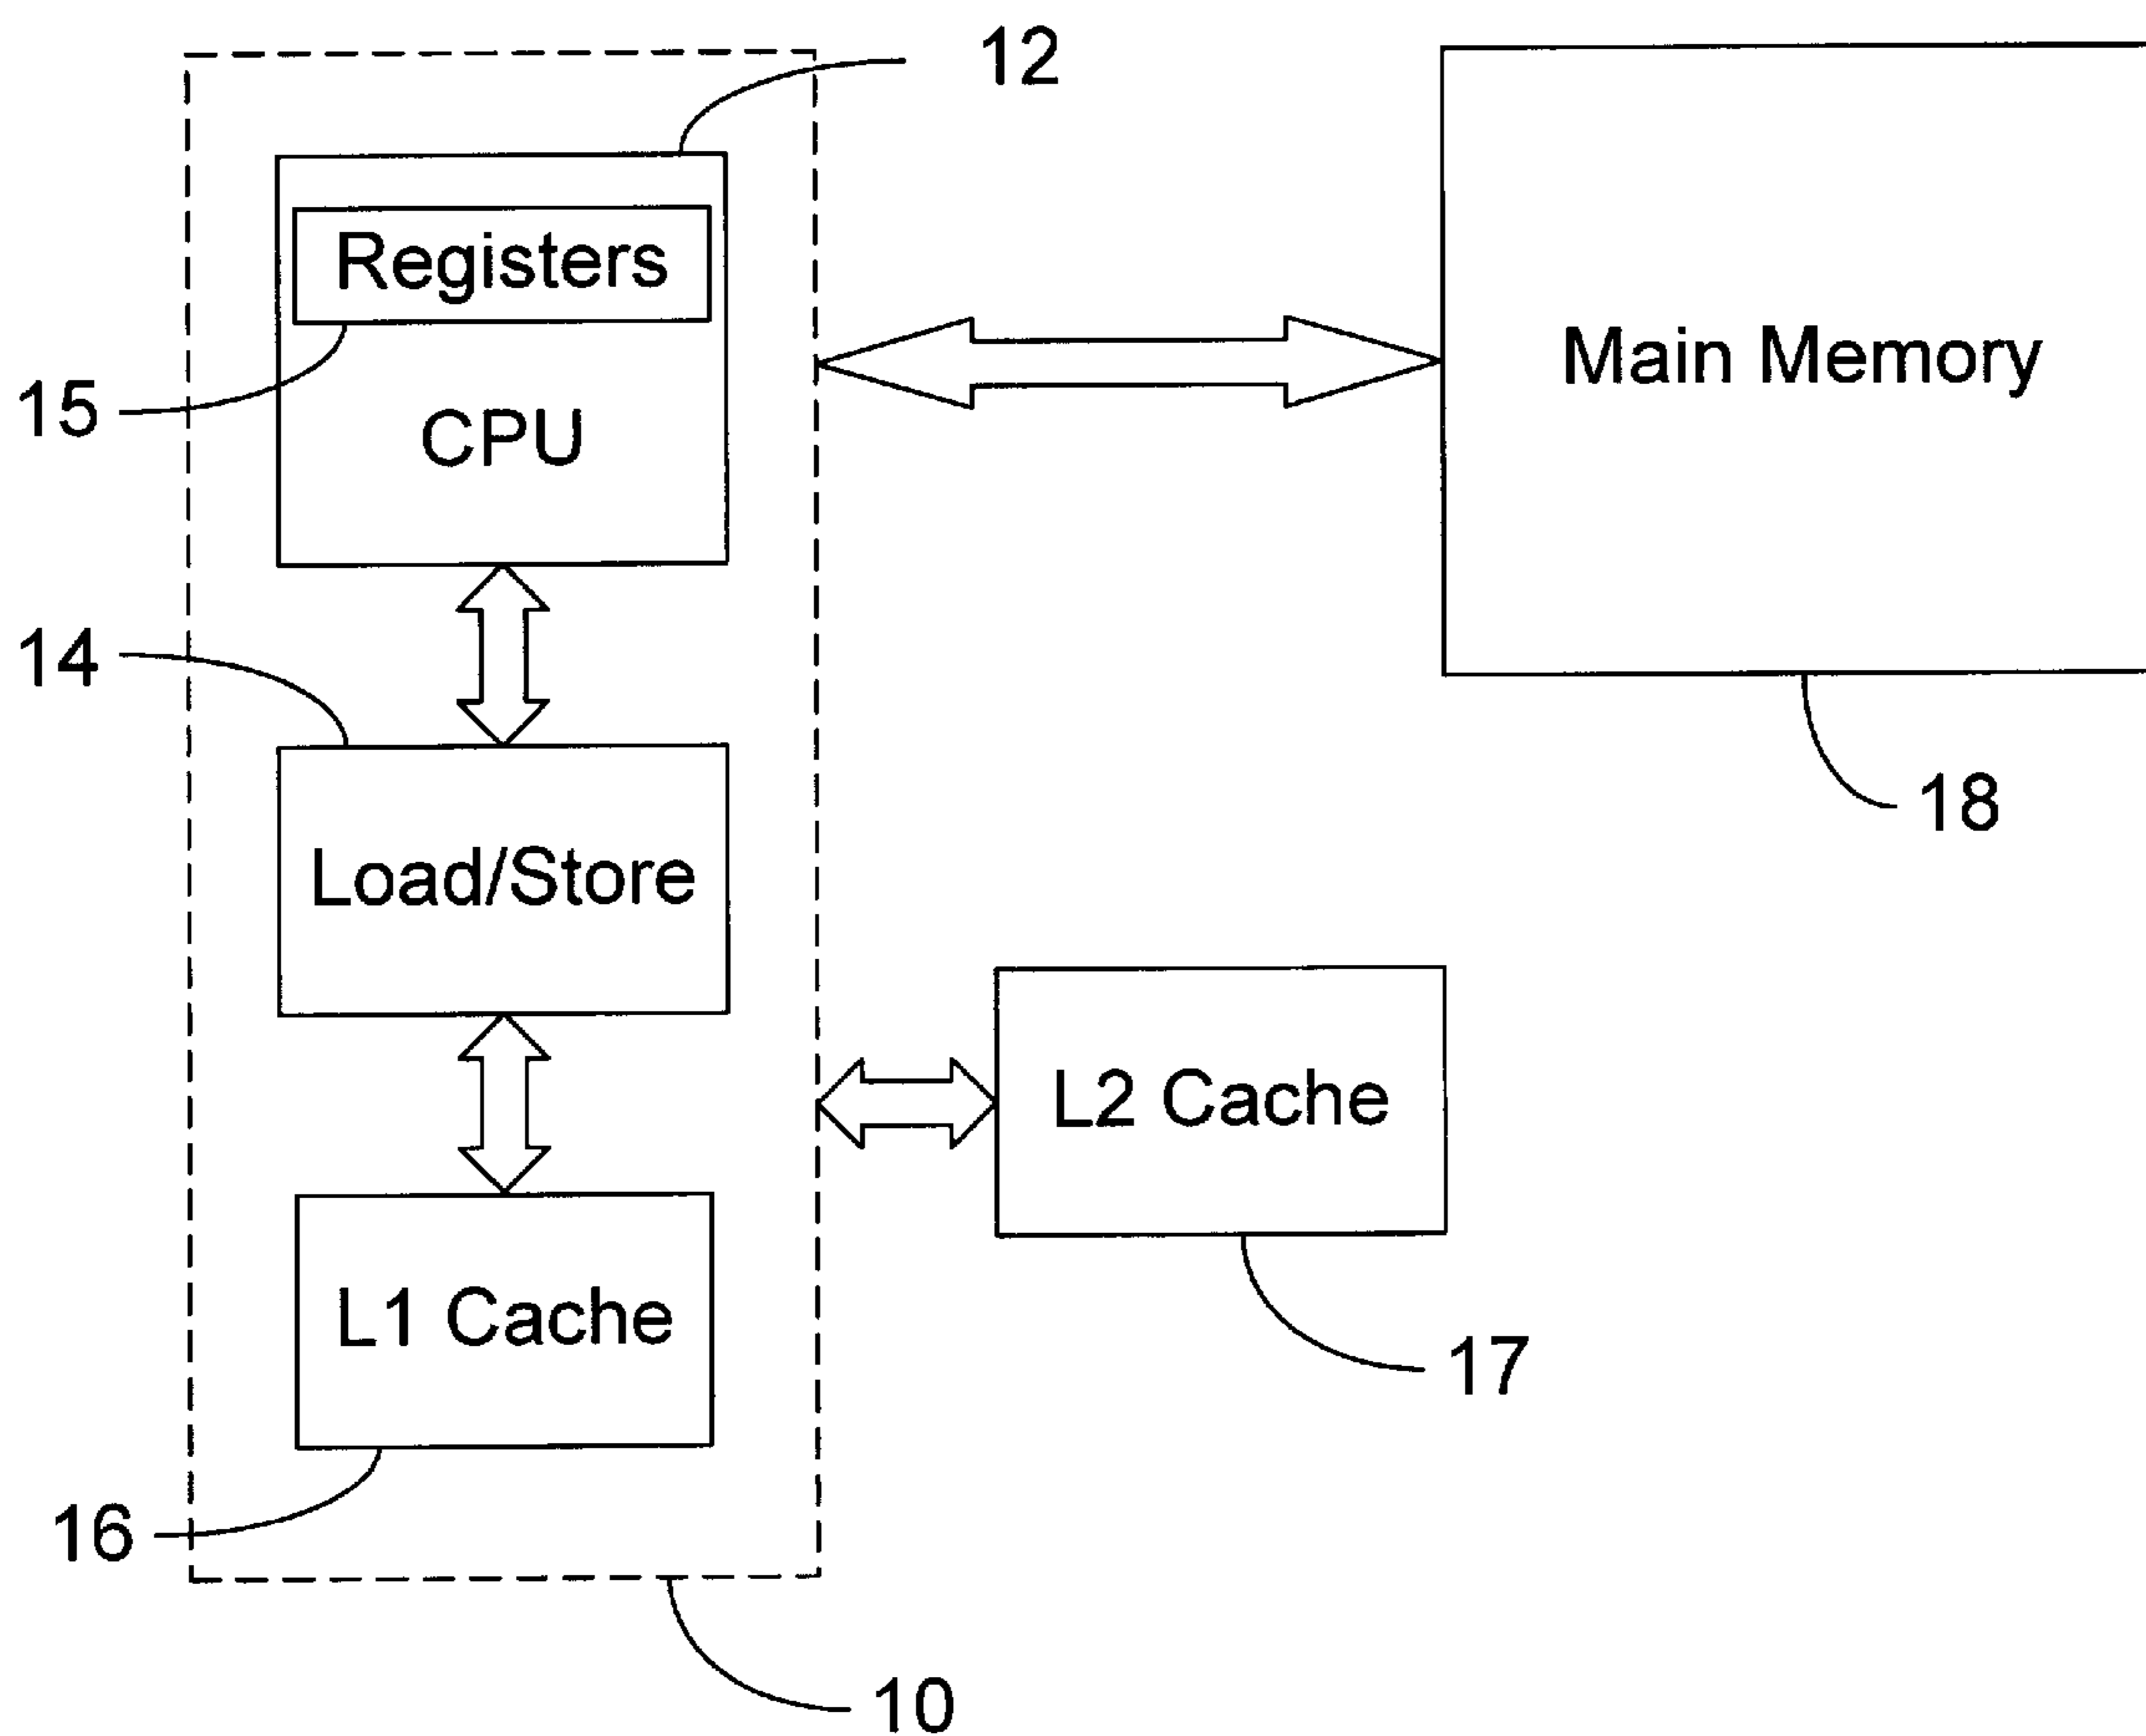 12
Registers
Main Memory
15
CPU
14
18
Load/Store
L2 Cache
L1 Cache
17
16
10